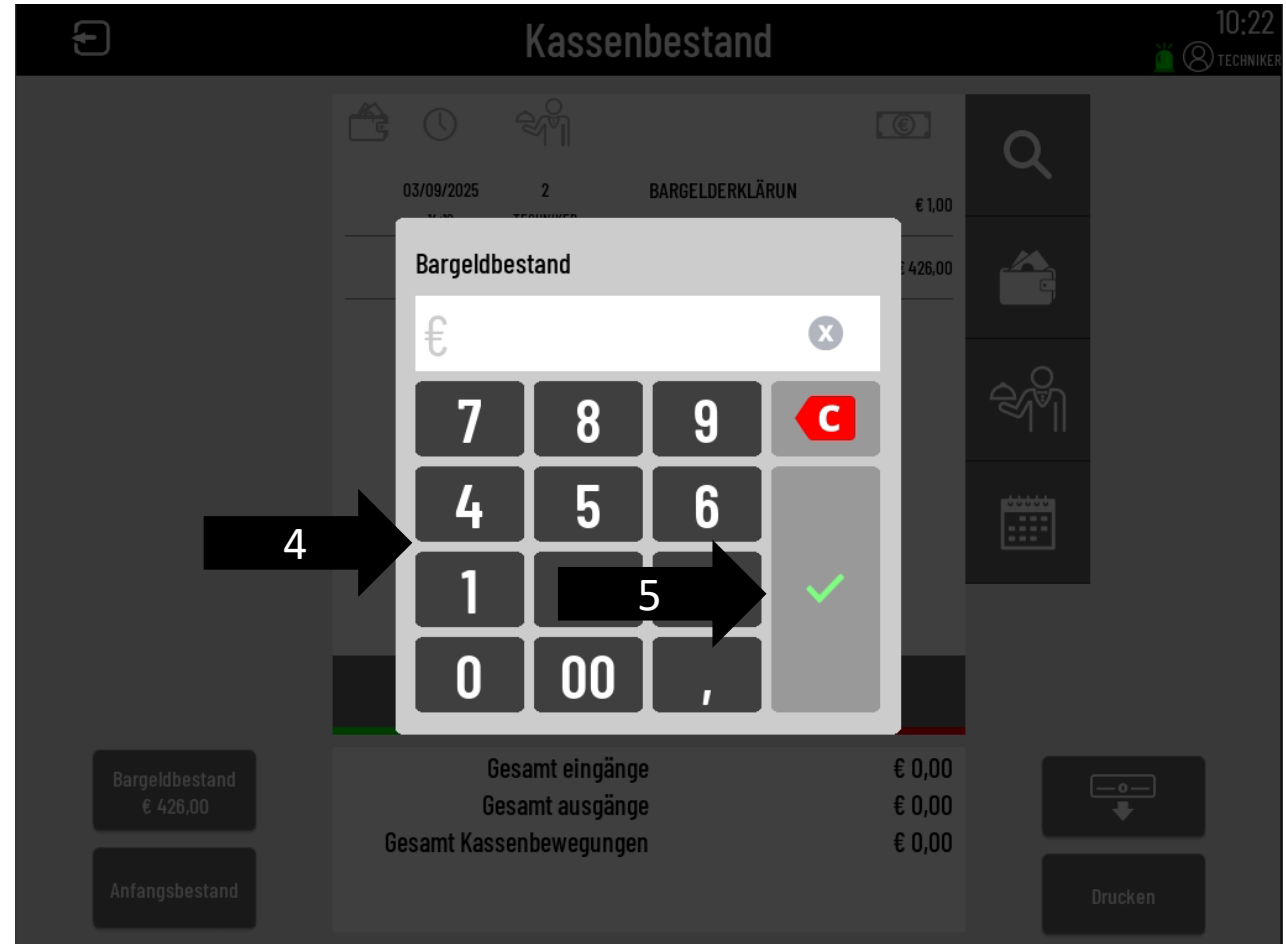 Kassenbestand
10:22
TECHNIKER
03/09/2025 2 BARGELDERKLÄRUN € 1,00
Bargeldbestand
€ 426,00
€
x
7 8 9 C
4 5 6
4
1
5
0 00 ,
Gesamt eingänge € 0,00
Bargeldbestand
€ 426,00
Gesamt ausgänge € 0,00
Gesamt Kassenbewegungen € 0,00
Anfangsbestand
Drucken